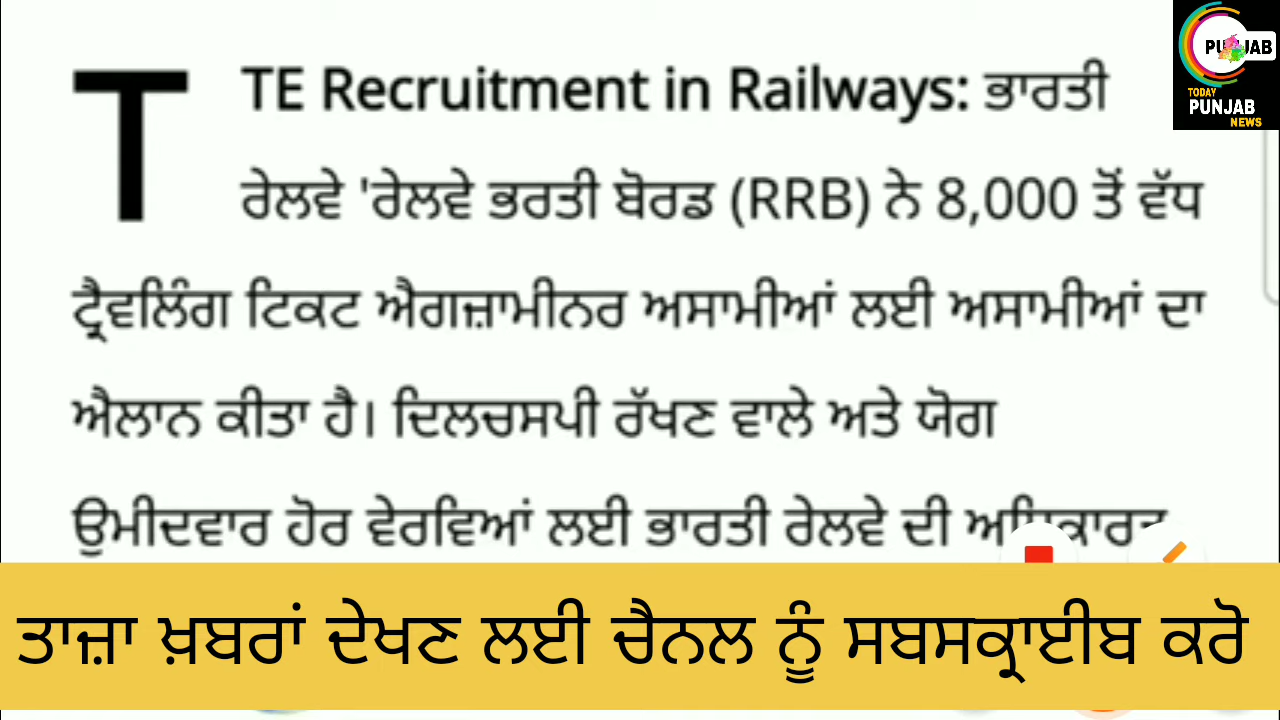 PUNJAB
TODAY
PUNJAB
NEWS
TTE Recruitment in Railways: ਭਾਰਤੀ
ਰੇਲਵੇ 'ਰੇਲਵੇ ਭਰਤੀ ਬੋਰਡ (RRB) ਨੇ 8,000 ਤੋਂ ਵੱਧ
ਟ੍ਰੈਵਲਿੰਗ ਟਿਕਟ ਐਗਜ਼ਾਮੀਨਰ ਅਸਾਮੀਆਂ ਲਈ ਅਸਾਮੀਆਂ ਦਾ
ਐਲਾਨ ਕੀਤਾ ਹੈ। ਦਿਲਚਸਪੀ ਰੱਖਣ ਵਾਲੇ ਅਤੇ ਯੋਗ
ਉਮੀਦਵਾਰ ਹੋਰ ਵੇਰਵਿਆਂ ਲਈ ਭਾਰਤੀ ਰੇਲਵੇ ਦੀ
ਤਾਜ਼ਾ ਖ਼ਬਰਾਂ ਦੇਖਣ ਲਈ ਚੈਨਲ ਨੂੰ ਸਬਸਕ੍ਰਾਈਬ ਕਰੋ